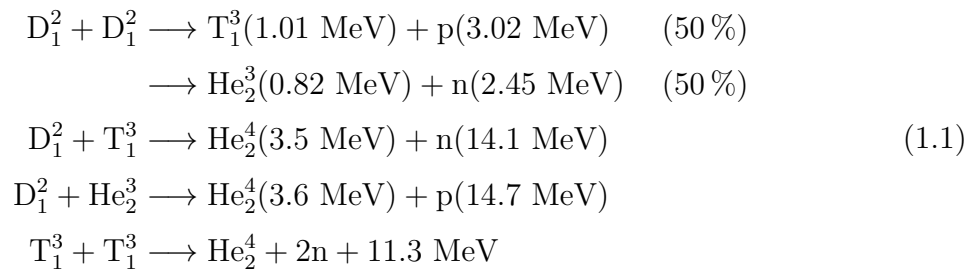 D₁² + D₁² ⟶ T₁³(1.01 MeV) + p(3.02 MeV) (50 %)
⟶ He₂³(0.82 MeV) + n(2.45 MeV) (50 %)
D₁² + T₁³ ⟶ He₂⁴(3.5 MeV) + n(14.1 MeV) (1.1)
D₁² + He₂³ ⟶ He₂⁴(3.6 MeV) + p(14.7 MeV)
T₁³ + T₁³ ⟶ He₂⁴ + 2n + 11.3 MeV